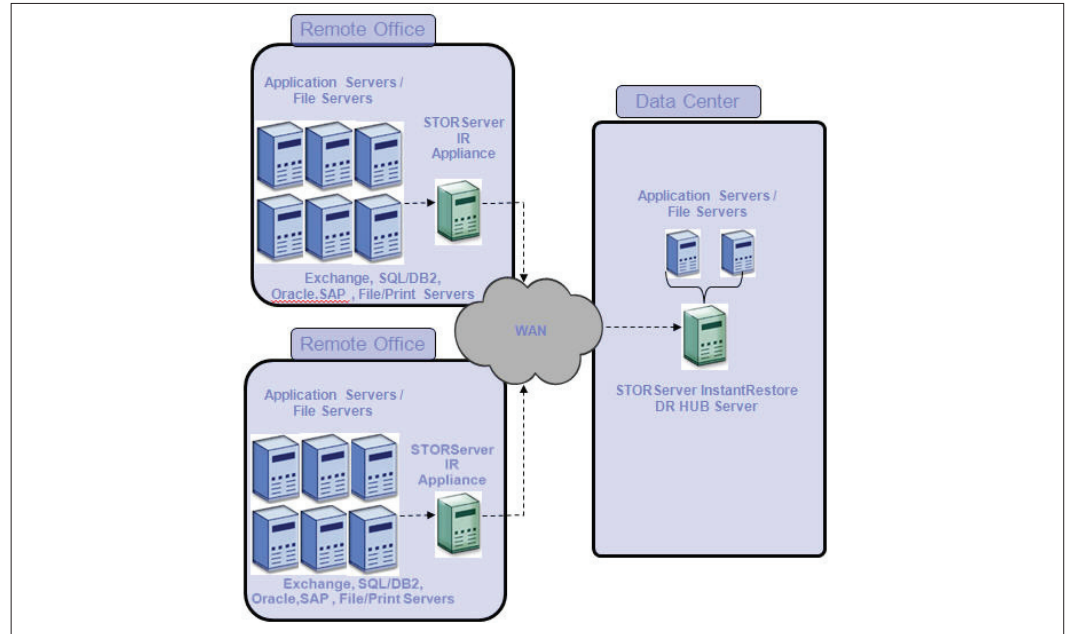 Remote Office
Application Servers /
File Servers
STORServer
IR
Appliance
Exchange, SQL/DB2,
Oracle,SAP , File/Print Servers
Remote Office
Application Servers /
File Servers
STORServer
IR
Appliance
Exchange, SQL/DB2,
Oracle,SAP , File/Print Servers
WAN
Data Center
Application Servers /
File Servers
STORServer InstantRestore
DR HUB Server